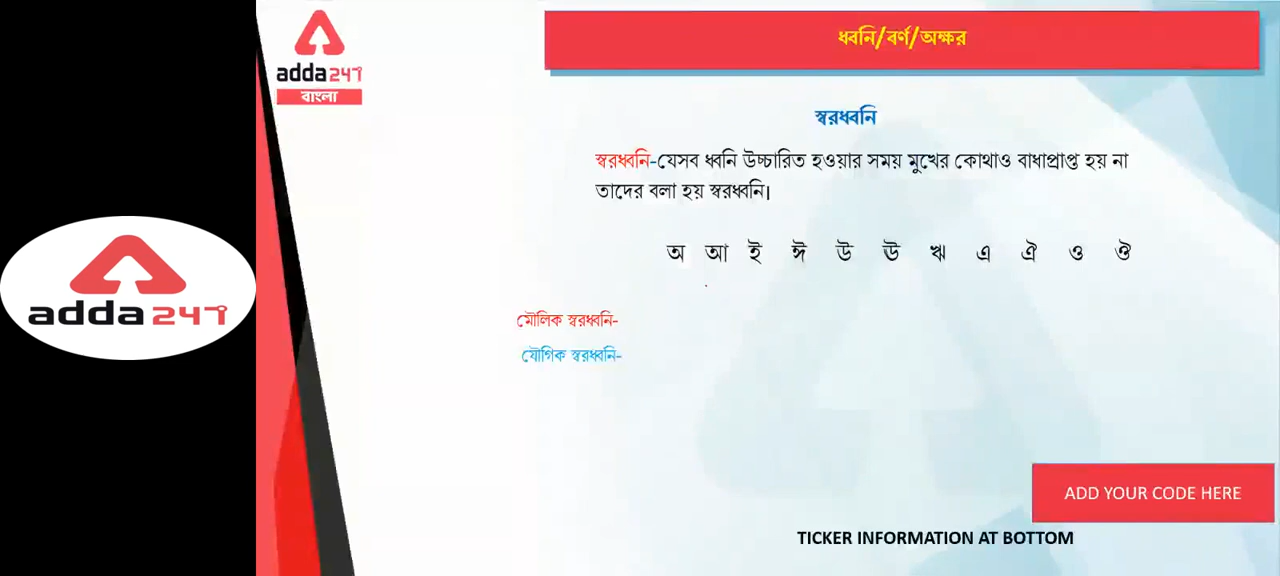 adda247
বাংলা
adda247
ধ্বনি/বর্ণ/অক্ষর
স্বরধ্বনি
স্বরধ্বনি-যেসব ধ্বনি উচ্চারিত হওয়ার সময় মুখের কোথাও বাধাপ্রাপ্ত হয় না
তাদের বলা হয় স্বরধ্বনি।
অ আ ই ঈ উ ঊ ঋ এ ঐ ও ঔ
মৌলিক স্বরধ্বনি-
যৌগিক স্বরধ্বনি-
ADD YOUR CODE HERE
TICKER INFORMATION AT BOTTOM